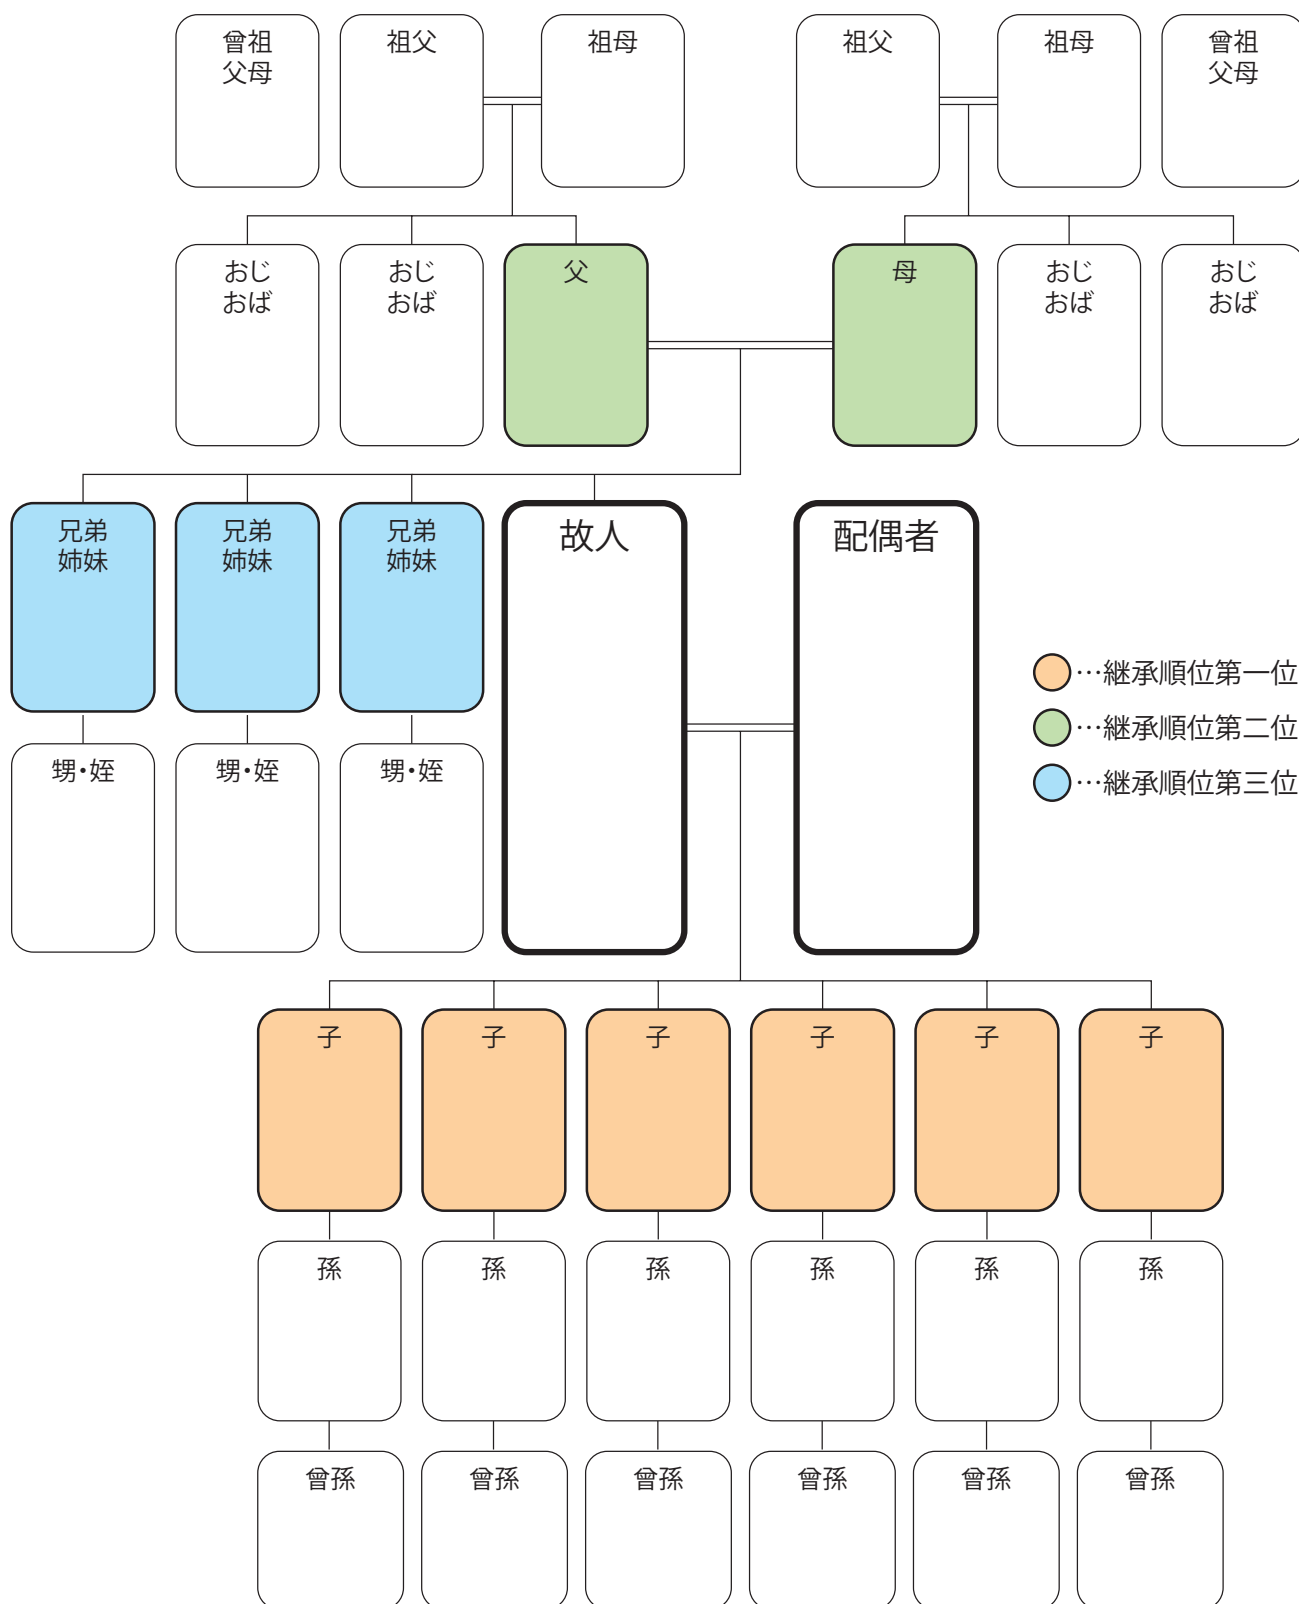 曾祖
父母
祖父
祖母
祖父
祖母
曾祖
父母
おじ
おば
おじ
おば
父
母
おじ
おば
おじ
おば
兄弟
姉妹
兄弟
姉妹
兄弟
姉妹
故人
配偶者
…継承順位第一位
…継承順位第二位
…継承順位第三位
甥・姪
甥・姪
甥・姪
子
子
子
子
子
子
孫
孫
孫
孫
孫
孫
曾孫
曾孫
曾孫
曾孫
曾孫
曾孫